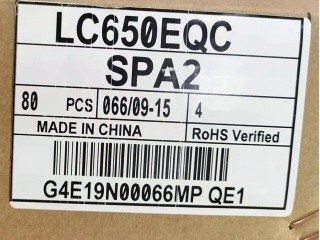 LC650EQC
SPA2
80 PCS 066/09-15 4
MADE IN CHINA RoHS Verified
G4E19N00066MP QE1